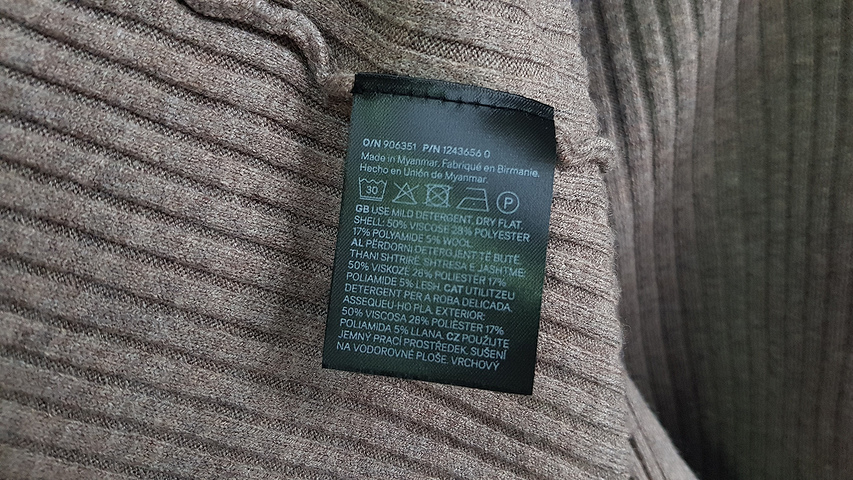 O/N 906351 P/N 1243656 0
Made in Myanmar. Fabriqué en Birmanie.
Hecho en Unión de Myanmar.
30 P
GB USE MILD DETERGENT. DRY FLAT.
SHELL: 50% VISCOSE 28% POLYESTER
17% POLYAMIDE 5% WOOL
AL PËRDORNI DETERGJENT TË BUTË.
THANI SHTRIRË. SHTRESA E JASHTME:
50% VISKOZË 28% POLIESTER 17%
POLIAMIDE 5% LESH. CAT UTILITZEU
DETERGENT PER A ROBA DELICADA.
ASSEQUEU-HO PLA. EXTERIOR:
50% VISCOSA 28% POLIÈSTER 17%
POLIAMIDA 5% LLANA. CZ POUŽIJTE
JEMNÝ PRACÍ PROSTŘEDEK. SUŠENÍ
NA VODOROVNÉ PLOŠE. VRCHOVÝ